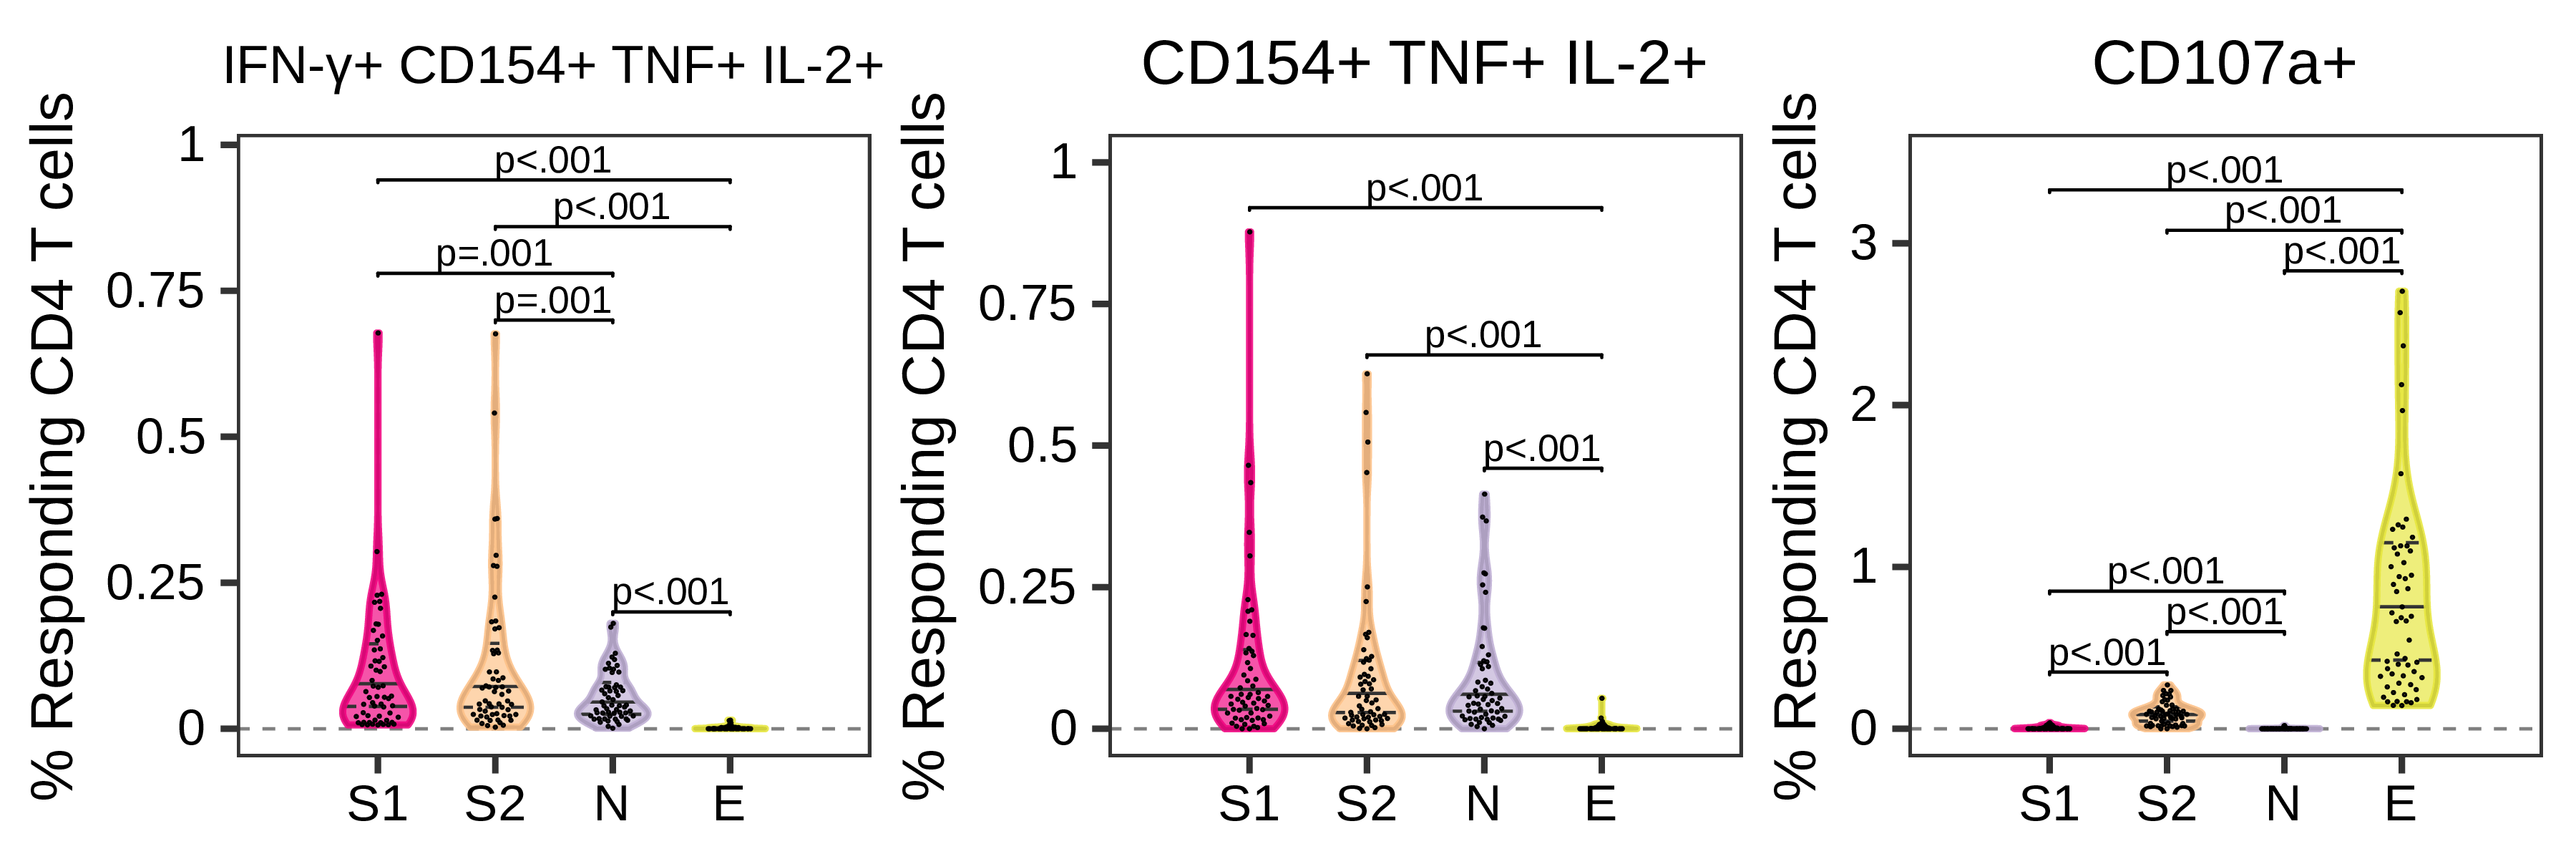 IFN-γ+ CD154+ TNF+ IL-2+
% Responding CD4 T cells
1
0.75
0.5
0.25
0
p<.001
p<.001
p=.001
p=.001
p<.001
S1 S2 N E
CD154+ TNF+ IL-2+
% Responding CD4 T cells
1
0.75
0.5
0.25
0
p<.001
p<.001
p<.001
S1 S2 N E
CD107a+
% Responding CD4 T cells
3
2
1
0
p<.001
p<.001
p<.001
p<.001
p<.001
p<.001
S1 S2 N E